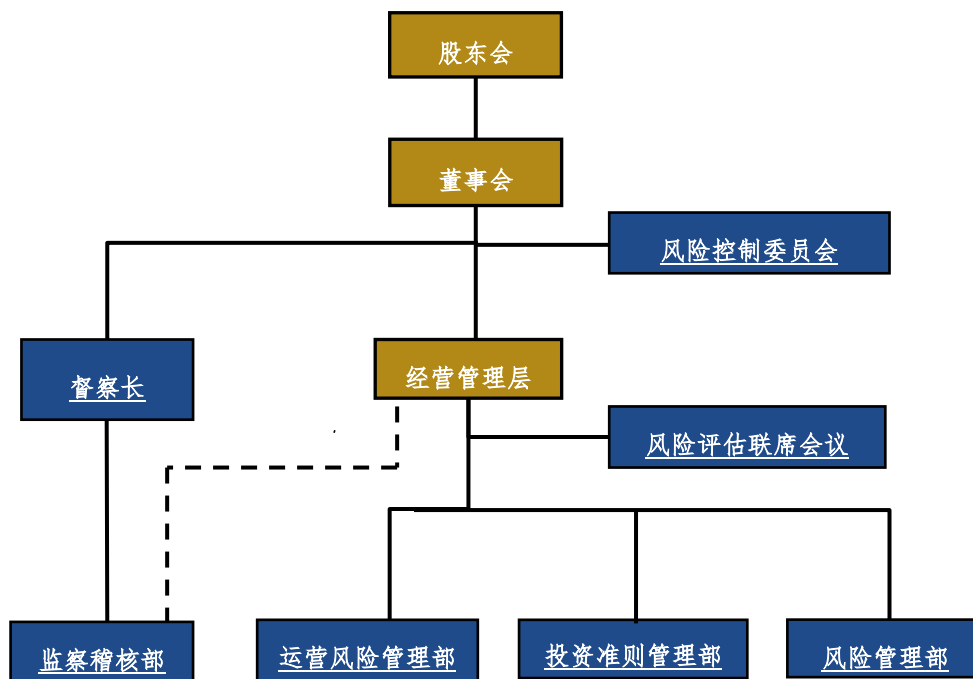 股东会
董事会
风险控制委员会
督察长
经营管理层
风险评估联席会议
监察稽核部
运营风险管理部
投资准则管理部
风险管理部